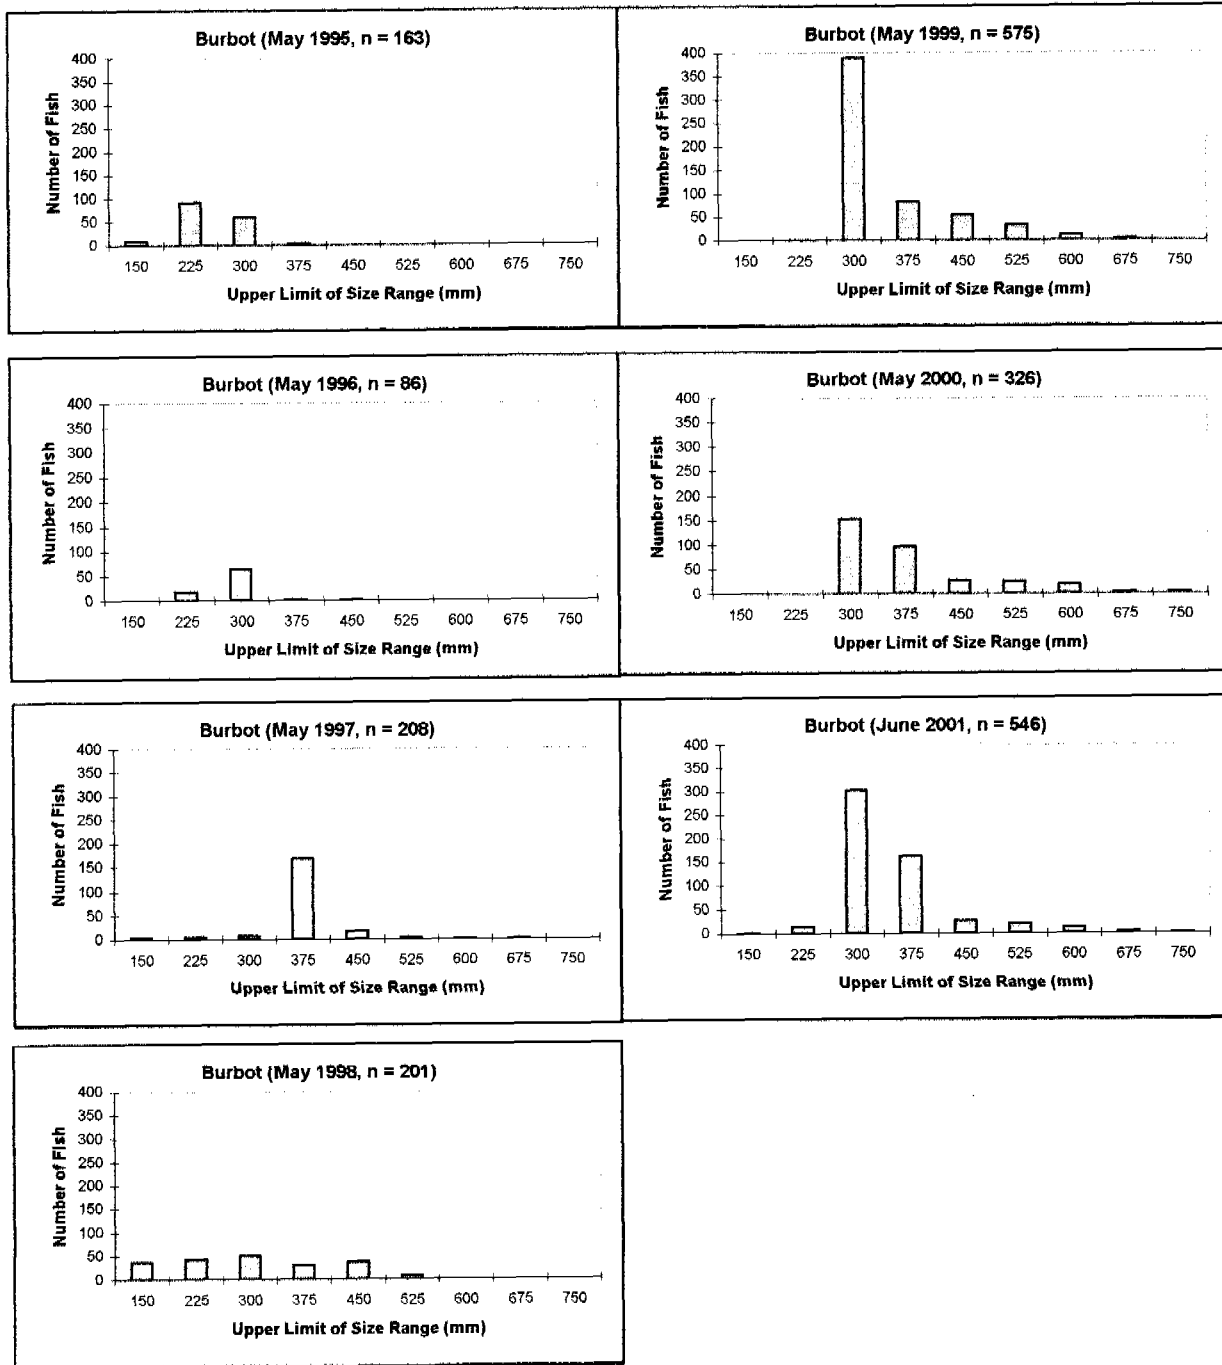 Burbot (May 1995, n = 163)
Number of Fish
400
350
300
250
200
150
100
50
0
150 225 300 375 450 525 600 675 750
Upper Limit of Size Range (mm)
Burbot (May 1999, n = 575)
Number of Fish
400
350
300
250
200
150
100
50
0
150 225 300 375 450 525 600 675 750
Upper Limit of Size Range (mm)
Burbot (May 1996, n = 86)
Number of Fish
400
350
300
250
200
150
100
50
0
150 225 300 375 450 525 600 675 750
Upper Limit of Size Range (mm)
Burbot (May 2000, n = 326)
Number of Fish
400
350
300
250
200
150
100
50
0
150 225 300 375 450 525 600 675 750
Upper Limit of Size Range (mm)
Burbot (May 1997, n = 208)
Number of Fish
400
350
300
250
200
150
100
50
0
150 225 300 375 450 525 600 675 750
Upper Limit of Size Range (mm)
Burbot (June 2001, n = 546)
Number of Fish
400
350
300
250
200
150
100
50
0
150 225 300 375 450 525 600 675 750
Upper Limit of Size Range (mm)
Burbot (May 1998, n = 201)
Number of Fish
400
350
300
250
200
150
100
50
0
150 225 300 375 450 525 600 675 750
Upper Limit of Size Range (mm)